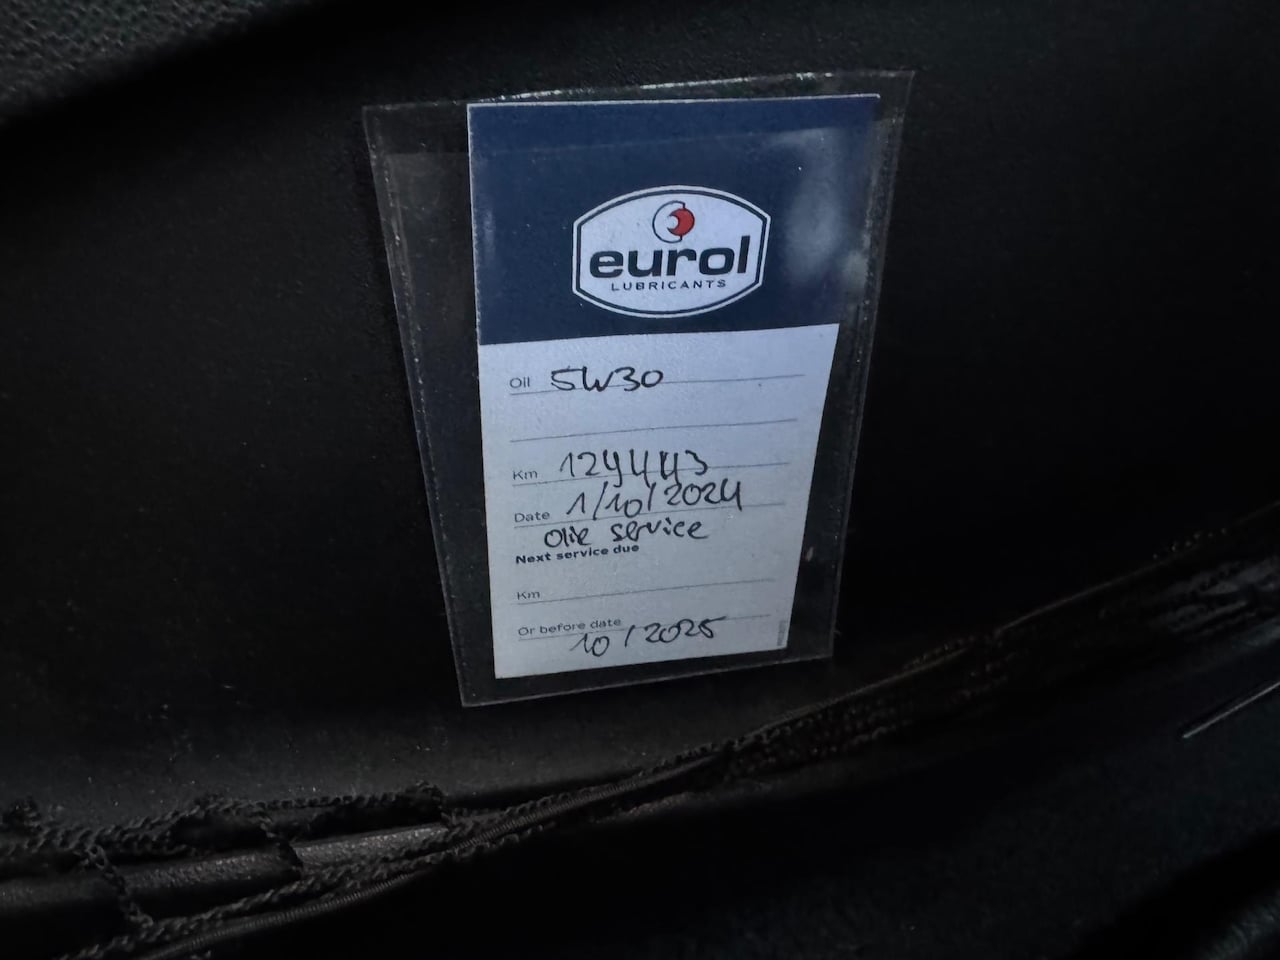 eurol
LUBRICANTS
Oil 5W30
Km 124443
Date 1/10/2024
Olie service
Next service due
Km
Or before date
10/2025